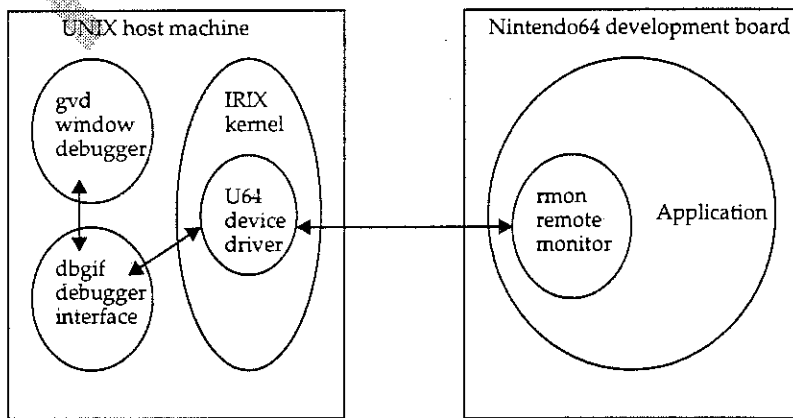 UNIX host machine
gvd
window
debugger
dbgif
debugger
interface
IRIX
kernel
U64
device
driver
Nintendo64 development board
rmon
remote
monitor
Application